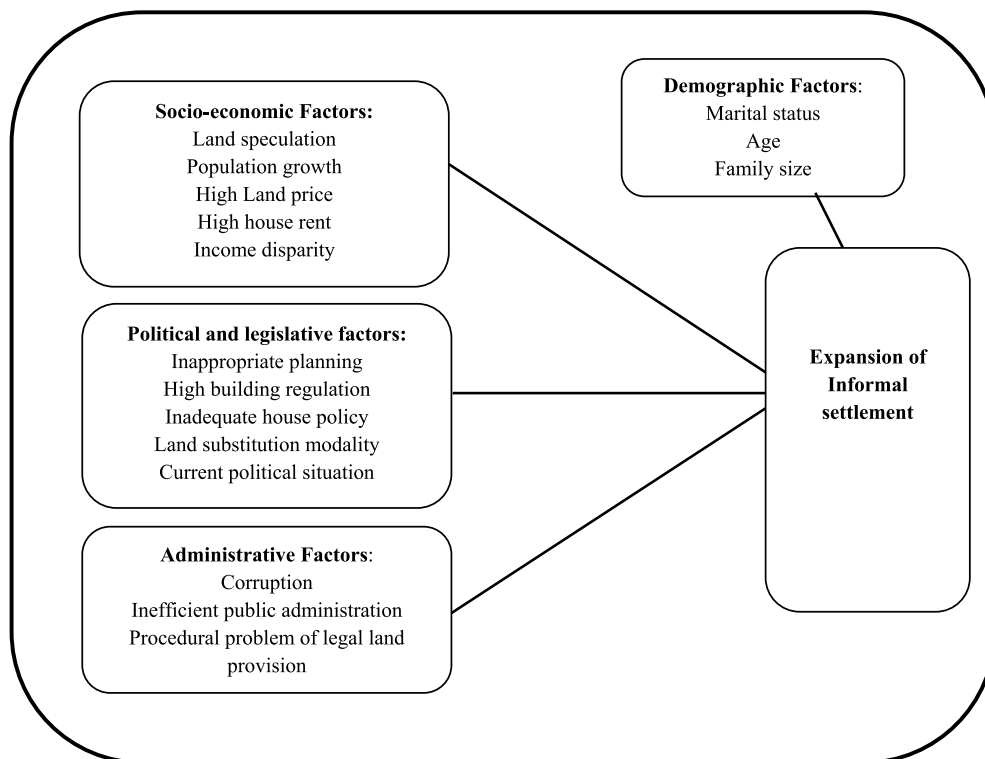 Socio-economic Factors:
Land speculation
Population growth
High Land price
High house rent
Income disparity
Demographic Factors:
Marital status
Age
Family size
Political and legislative factors:
Inappropriate planning
High building regulation
Inadequate house policy
Land substitution modality
Current political situation
Expansion of
Informal
settlement
Administrative Factors:
Corruption
Inefficient public administration
Procedural problem of legal land
provision